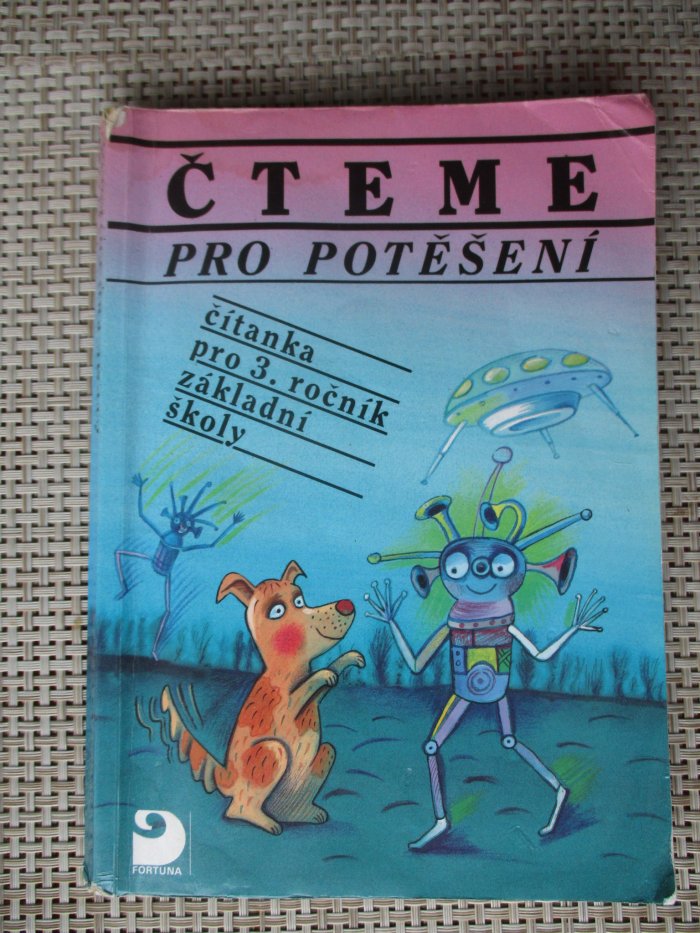 ČTEME
PRO POTĚŠENÍ
čítanka
pro 3. ročník
základní
školy
FORTUNA